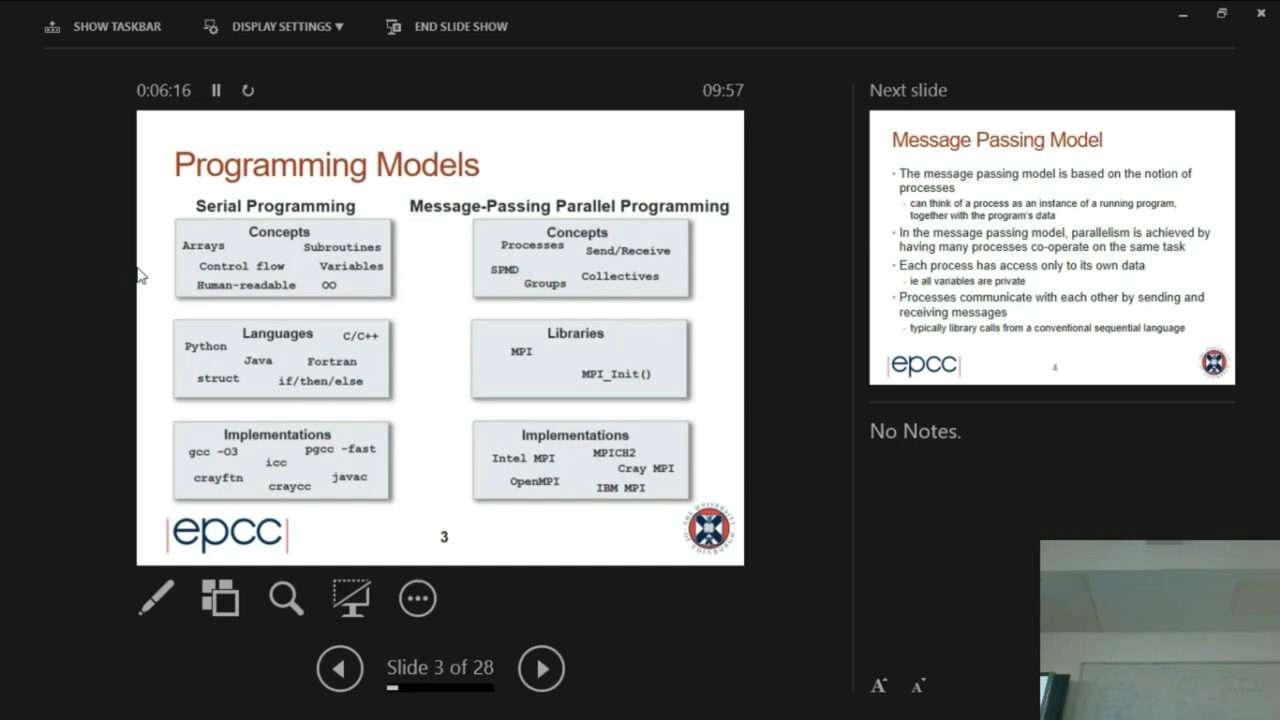 SHOW TASKBAR DISPLAY SETTINGS ▼ END SLIDE SHOW
0:06:16 09:57
Programming Models
Serial Programming Message-Passing Parallel Programming
Concepts
Arrays Subroutines
Control flow Variables
Human-readable OO
Concepts
Processes Send/Receive
SPMD Collectives
Groups
Languages C/C++
Python
Java Fortran
struct if/then/else
Libraries
MPI
MPI_Init()
Implementations
gcc -O3 pgcc -fast
icc
crayftn javac
craycc
Implementations
Intel MPI MPICH2
Cray MPI
OpenMPI IBM MPI
epcc 3
THE UNIVERSITY OF EDINBURGH
Slide 3 of 28
Next slide
Message Passing Model
• The message passing model is based on the notion of
processes
- can think of a process as an instance of a running program,
together with the program's data
• In the message passing model, parallelism is achieved by
having many processes co-operate on the same task
• Each process has access only to its own data
- ie all variables are private
• Processes communicate with each other by sending and
receiving messages
- typically library calls from a conventional sequential language
epcc 4
No Notes.
A A